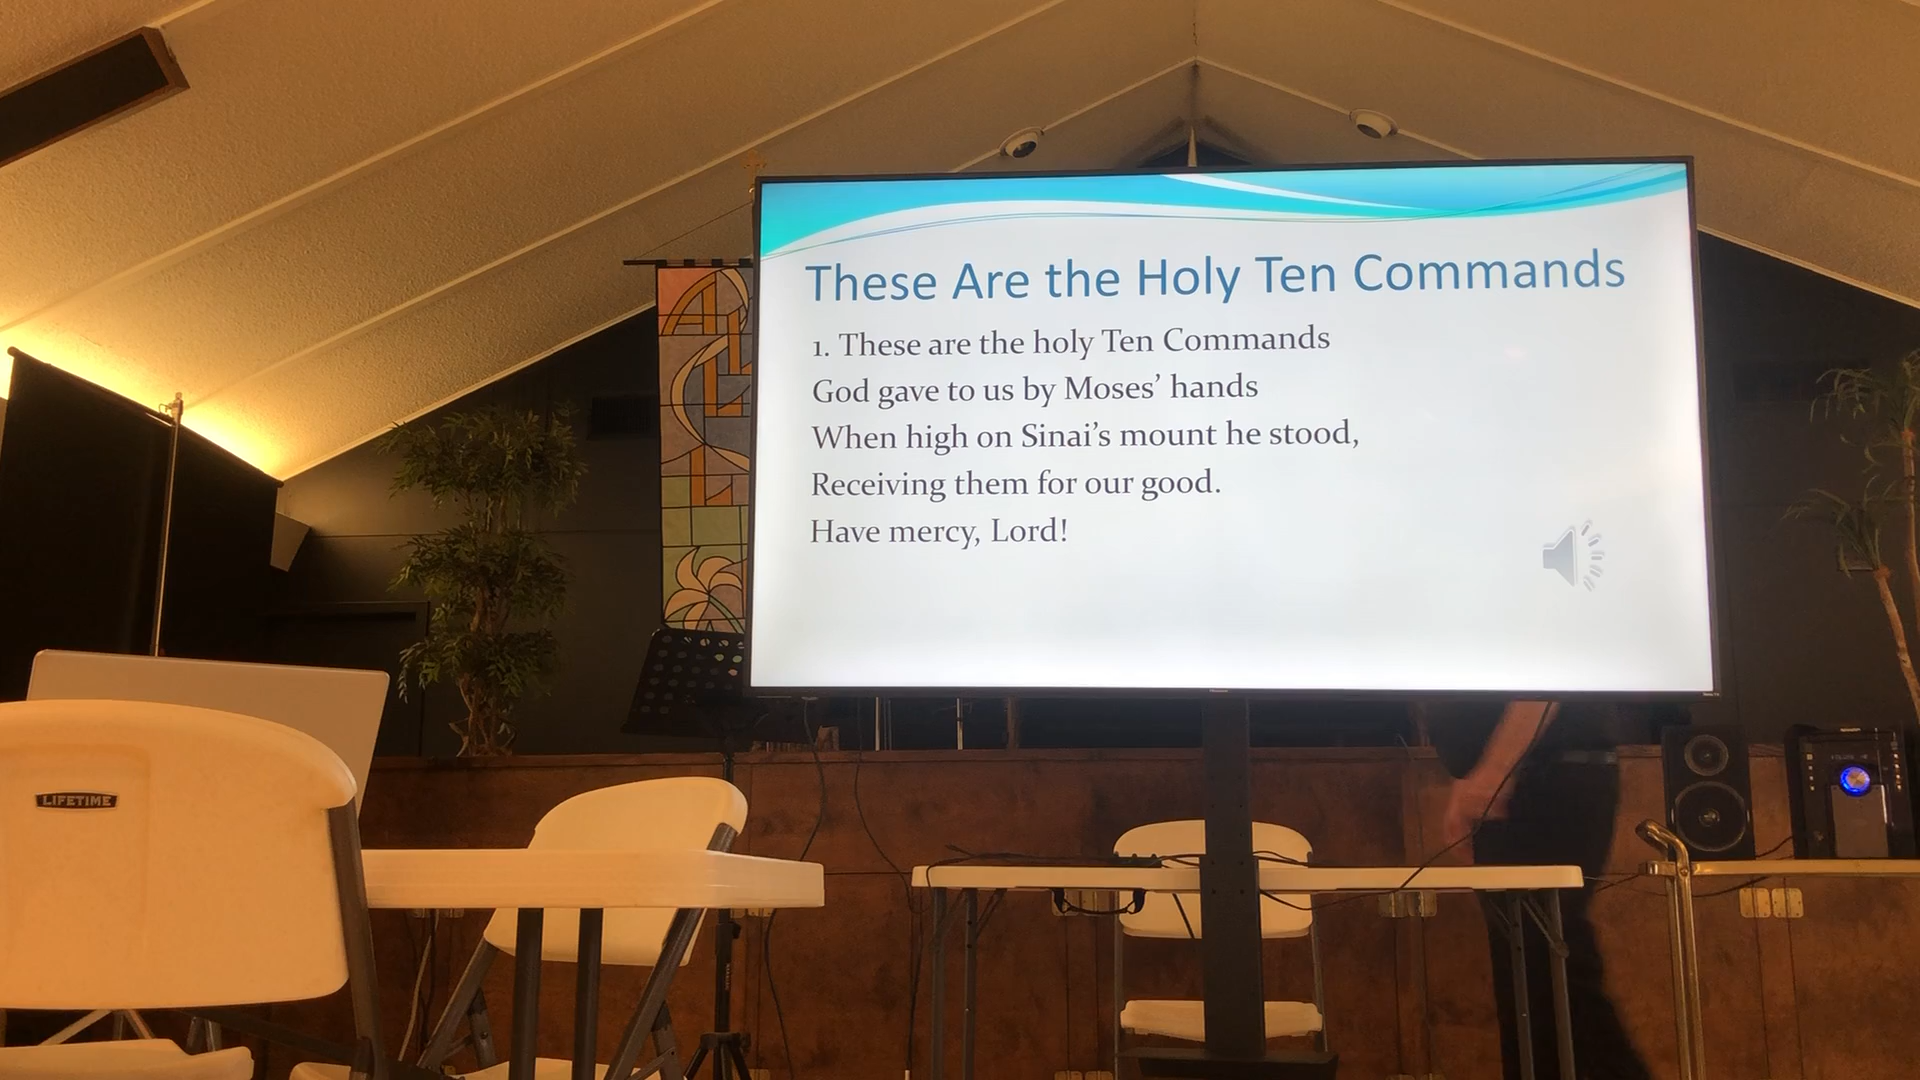 These Are the Holy Ten Commands
1. These are the holy Ten Commands
God gave to us by Moses’ hands
When high on Sinai’s mount he stood,
Receiving them for our good.
Have mercy, Lord!
LIFETIME